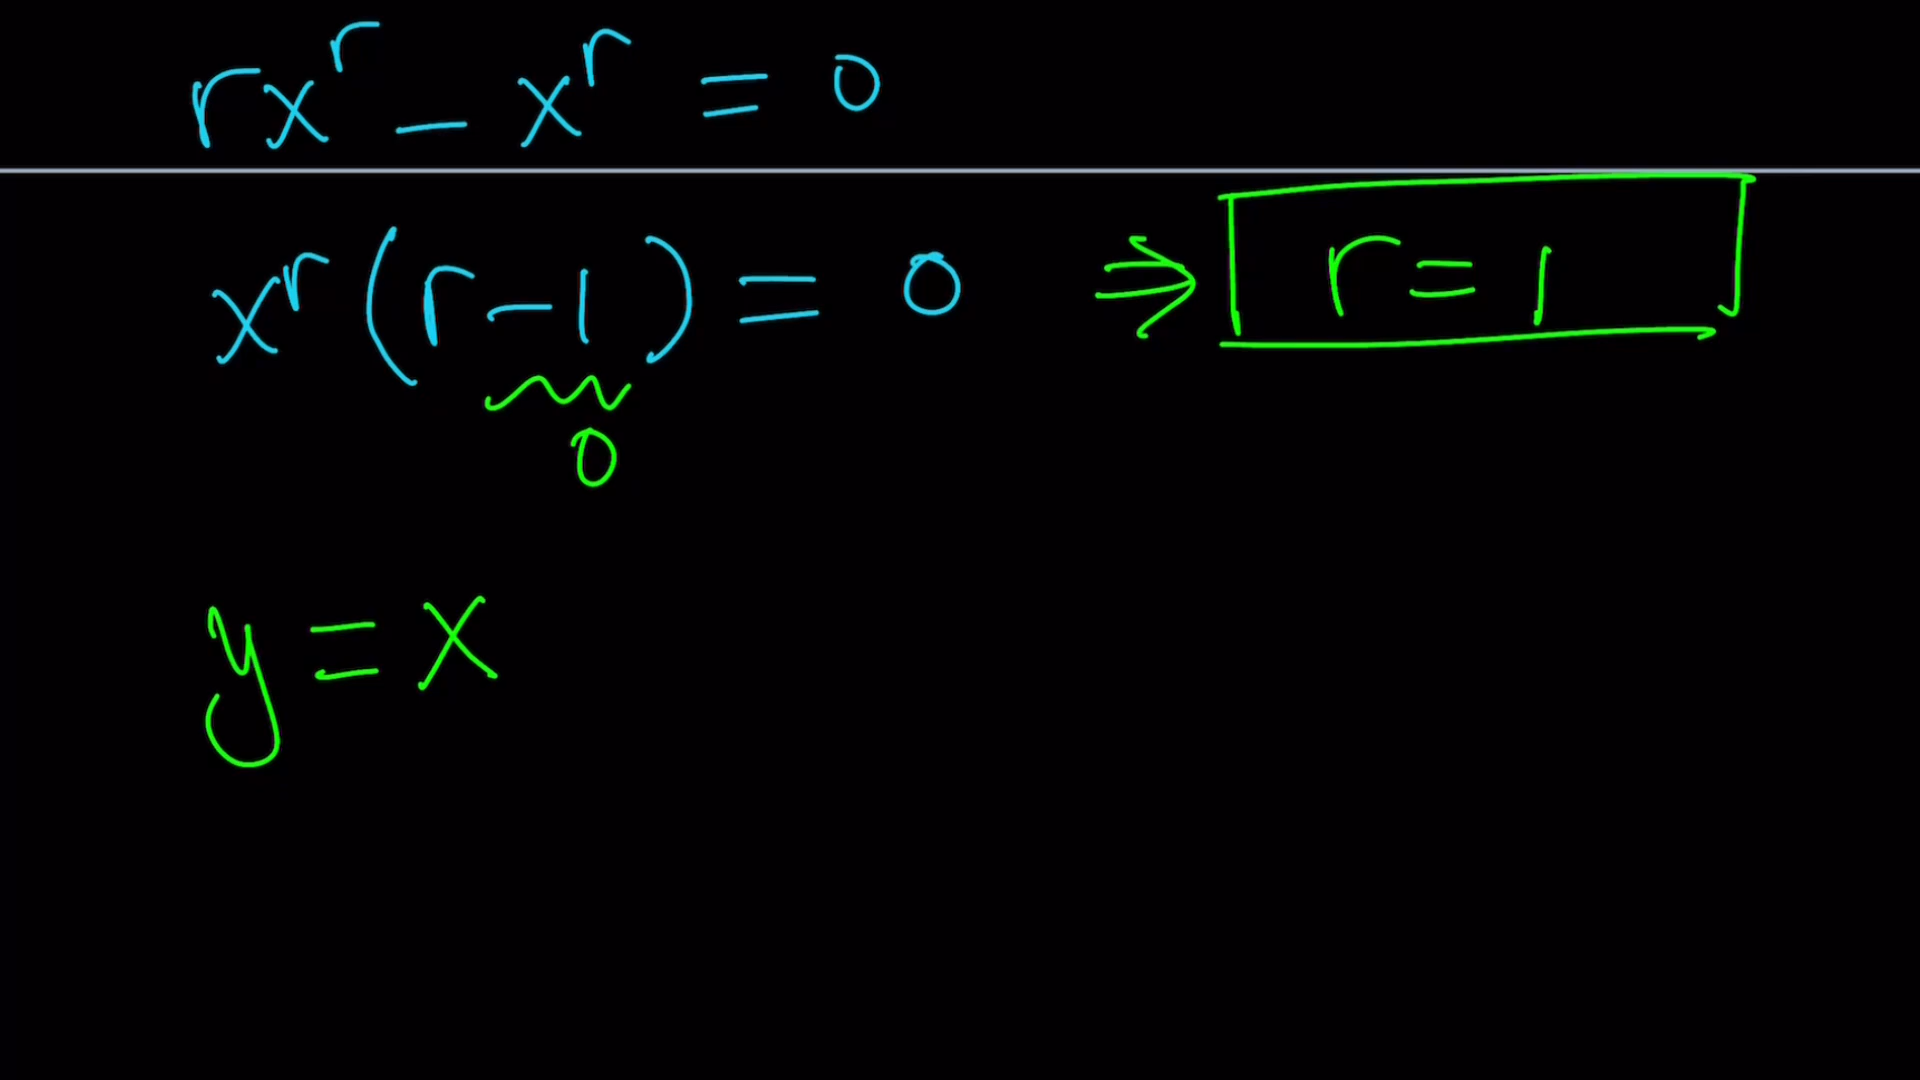 rx^r - x^r = 0
x^r (r-1) = 0 ⇒ r = 1
0
y = x